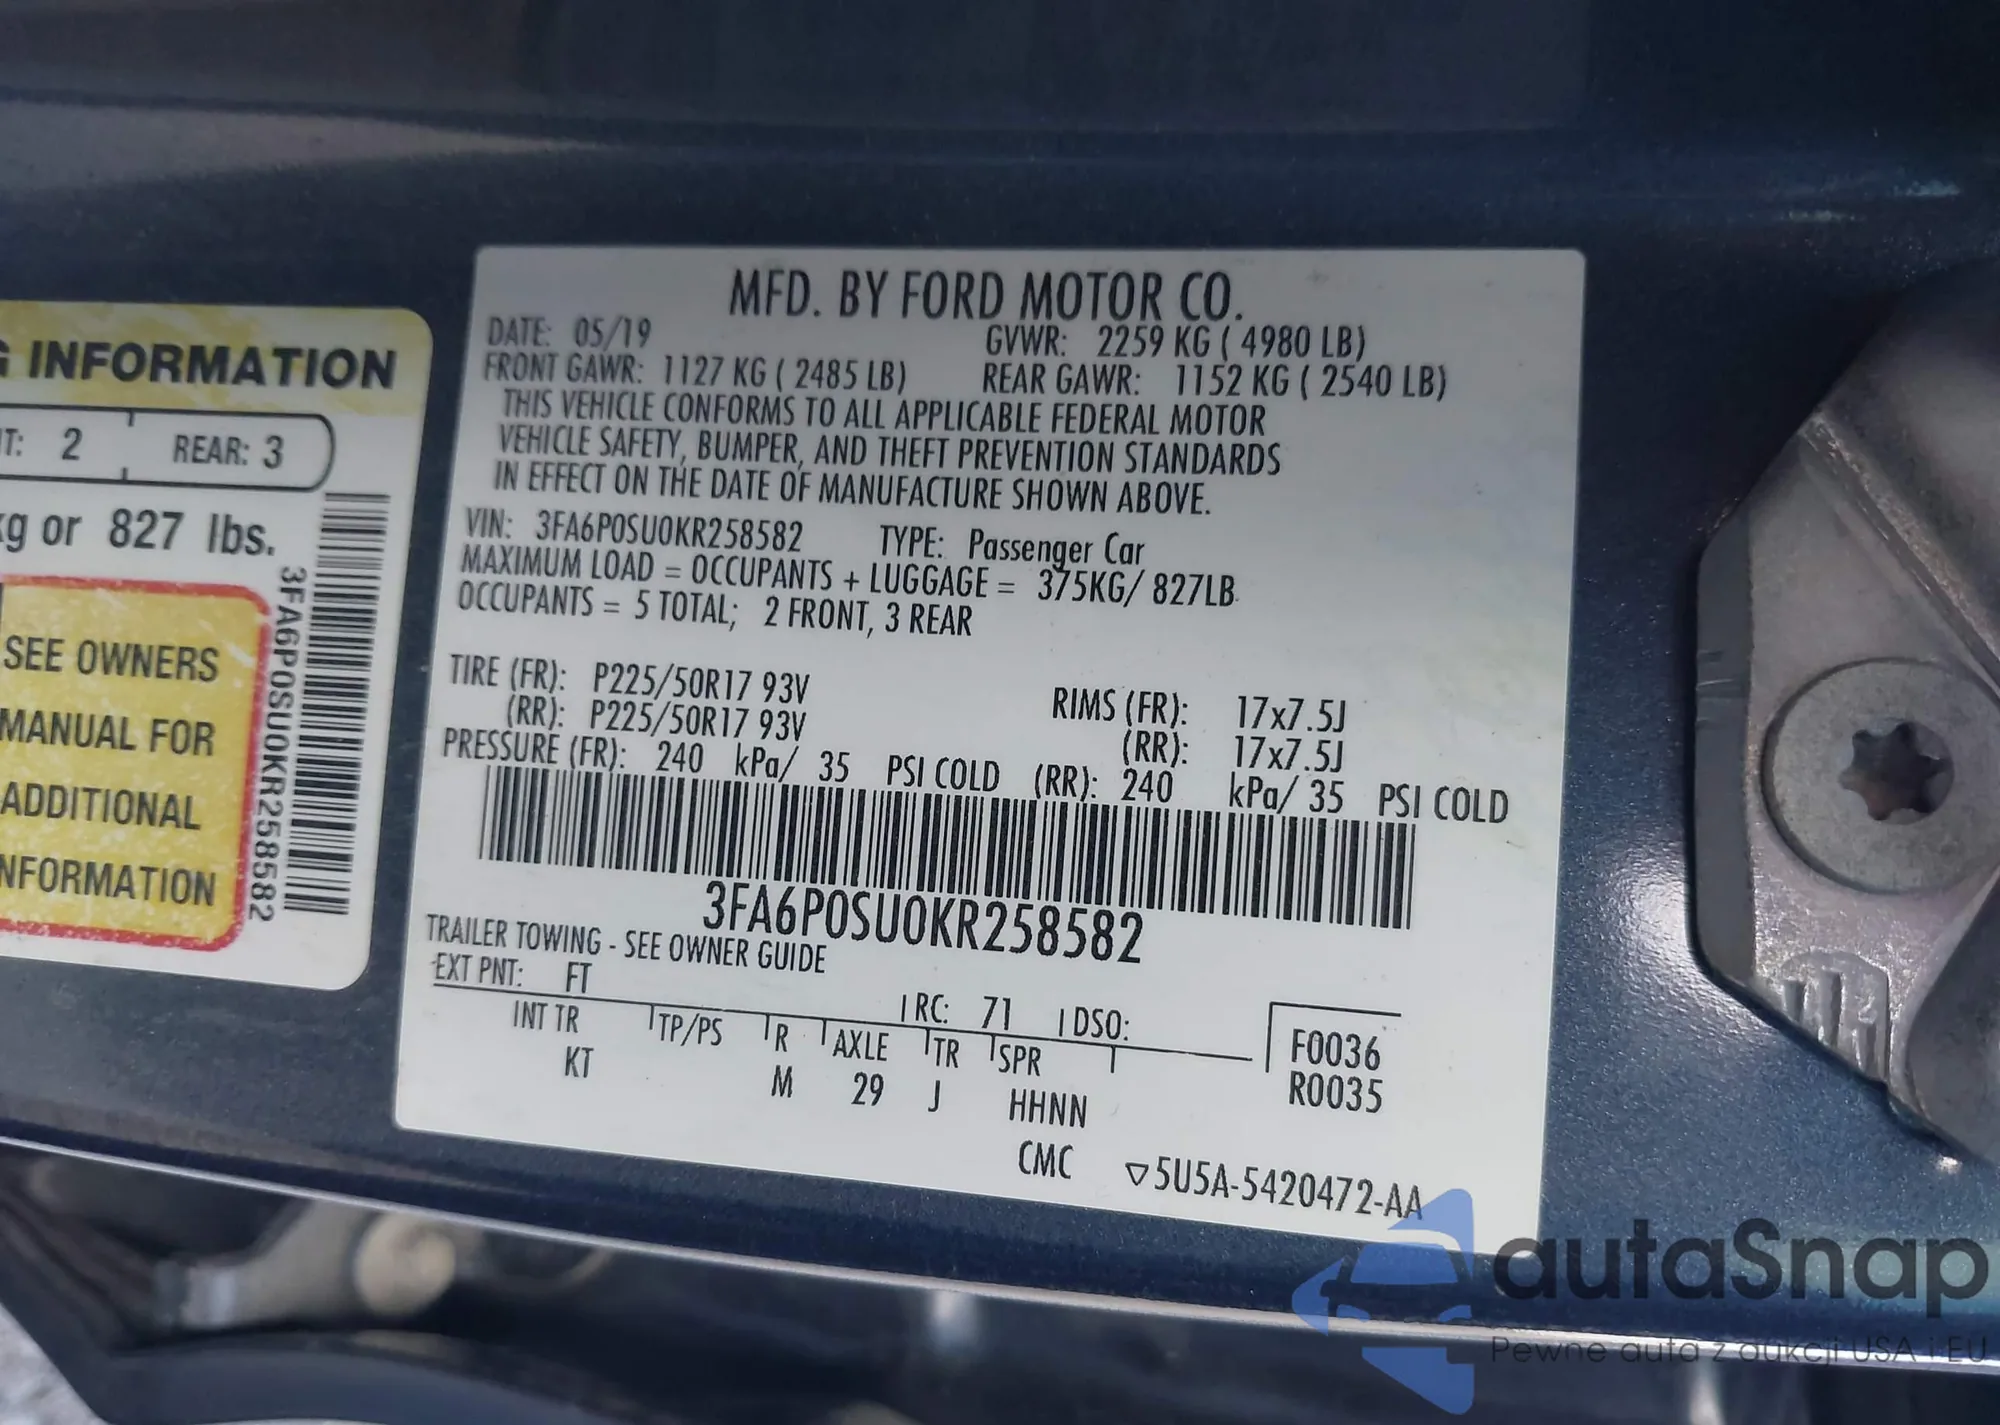 G INFORMATION
2
REAR: 3
kg or 827 lbs.
SEE OWNERS
MANUAL FOR
ADDITIONAL
INFORMATION
3FA6P0SU0KR258582
MFD. BY FORD MOTOR CO.
DATE: 05/19 GVWR: 2259 KG ( 4980 LB)
FRONT GAWR: 1127 KG ( 2485 LB) REAR GAWR: 1152 KG ( 2540 LB)
THIS VEHICLE CONFORMS TO ALL APPLICABLE FEDERAL MOTOR
VEHICLE SAFETY, BUMPER, AND THEFT PREVENTION STANDARDS
IN EFFECT ON THE DATE OF MANUFACTURE SHOWN ABOVE.
VIN: 3FA6P0SU0KR258582 TYPE: Passenger Car
MAXIMUM LOAD = OCCUPANTS + LUGGAGE = 375KG/ 827LB
OCCUPANTS = 5 TOTAL; 2 FRONT, 3 REAR
TIRE (FR): P225/50R17 93V RIMS (FR): 17x7.5J
(RR): P225/50R17 93V (RR): 17x7.5J
PRESSURE (FR): 240 kPa/ 35 PSI COLD (RR): 240 kPa/ 35 PSI COLD
3FA6P0SU0KR258582
TRAILER TOWING - SEE OWNER GUIDE
EXT PNT: FT RC: 71 DSO:
INT TR TP/PS R AXLE TR SPR F0036
KT M 29 J HHNN R0035
CMC ▽5U5A-5420472-AA
autaSnap
Pewne auta z aukcji USA i EU